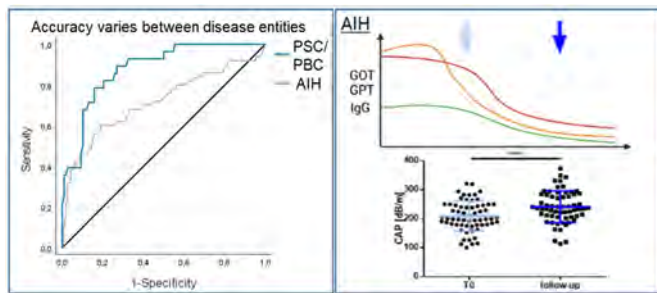 Accuracy varies between disease entities
PSC/
PBC
AIH
1,0
0,8
0,6
0,4
0,2
0,0
Sensitivity
0,0
0,2
0,4
0,6
0,8
1,0
1-Specificity
AIH
GOT
GPT
IgG
400
300
200
100
0
CAP [dB/m]
T0
follow-up